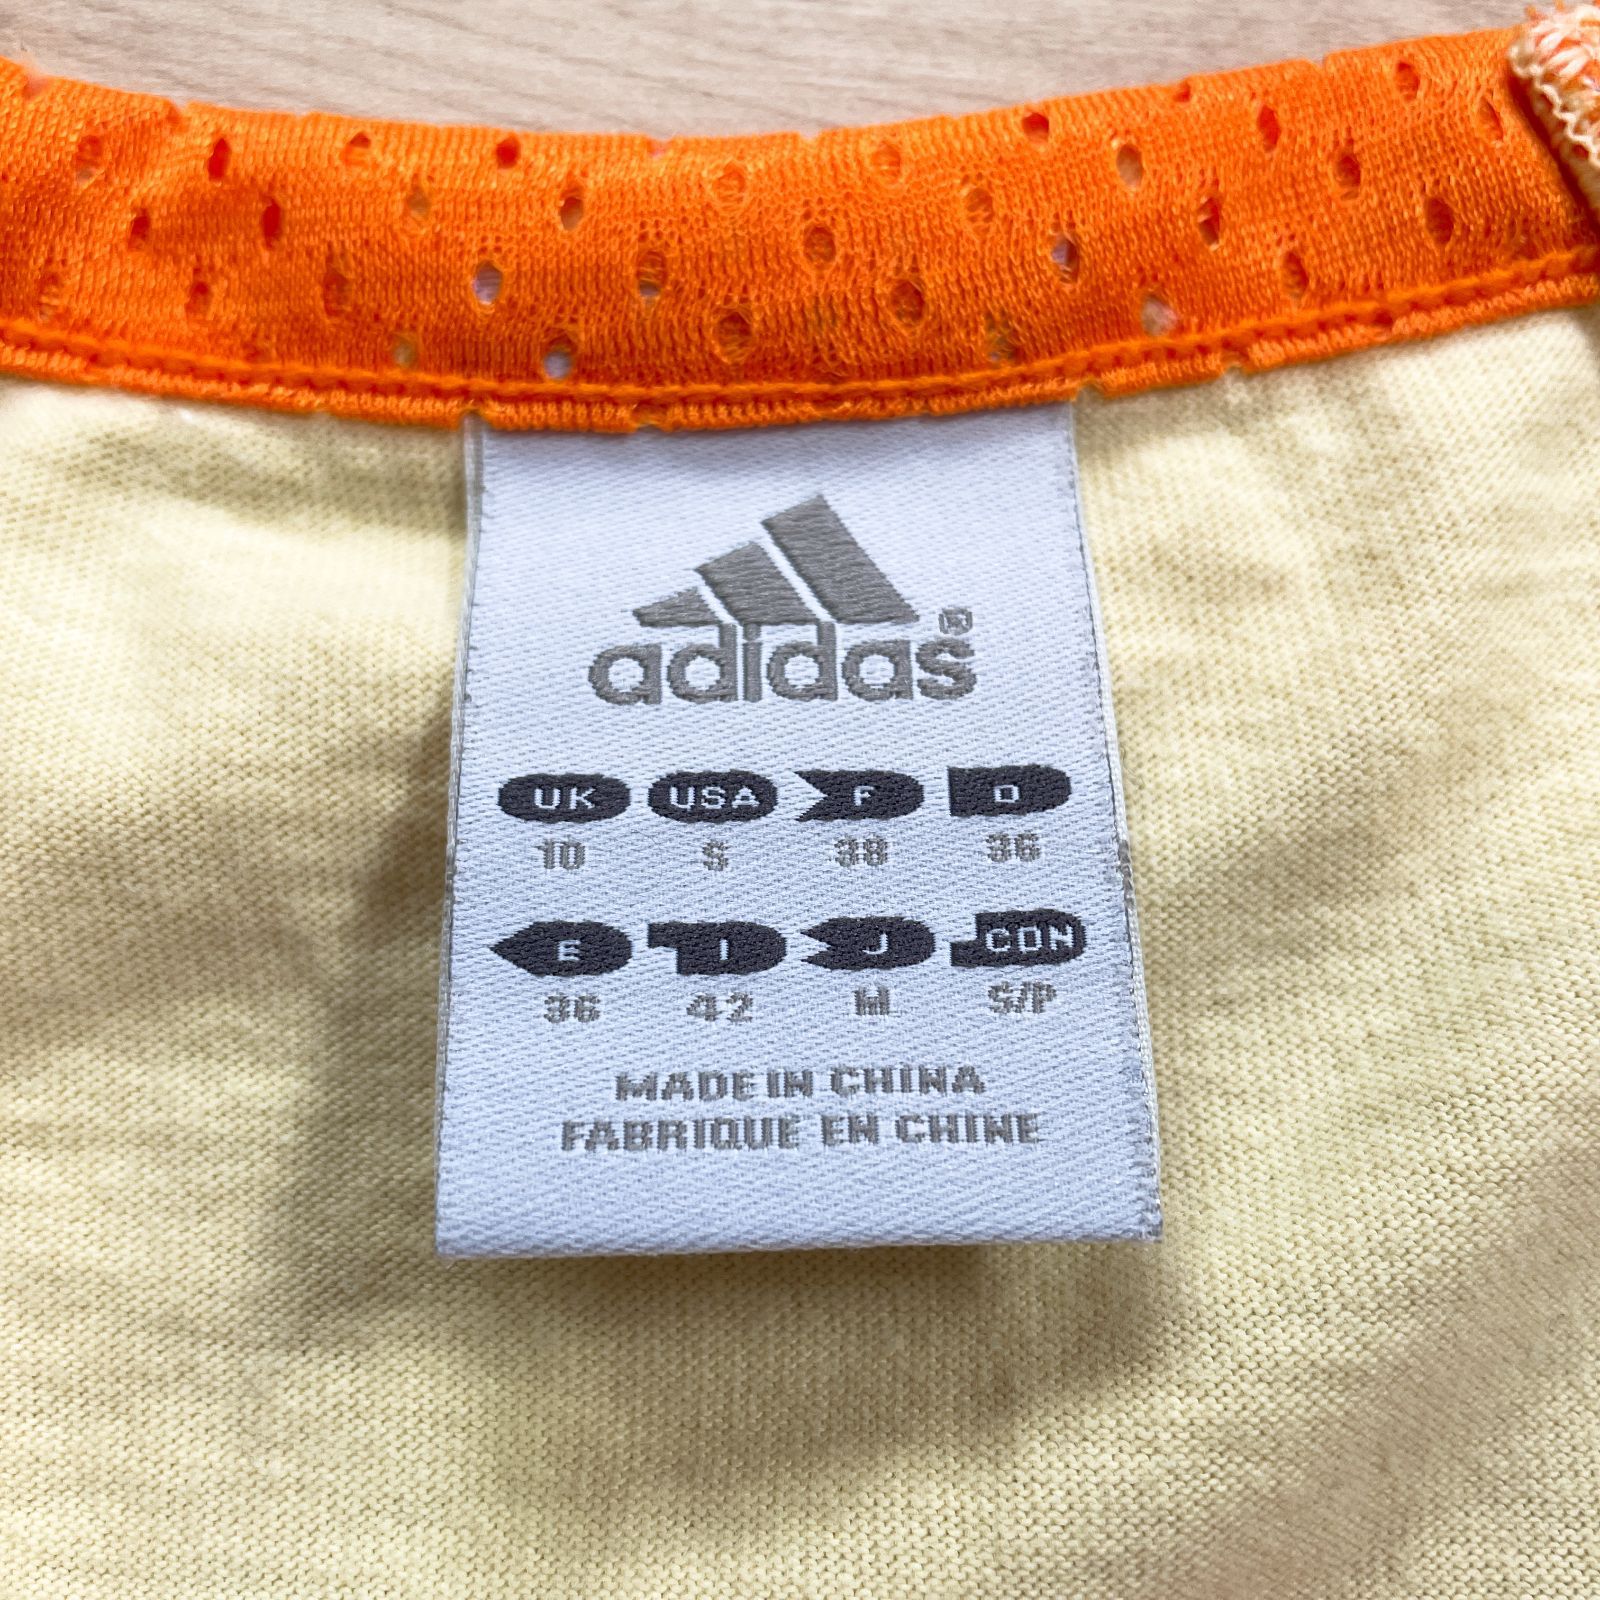 adidas®
UK USA F D
10 S 38 36
E I J CON
36 42 M S/P
MADE IN CHINA
FABRIQUE EN CHINE